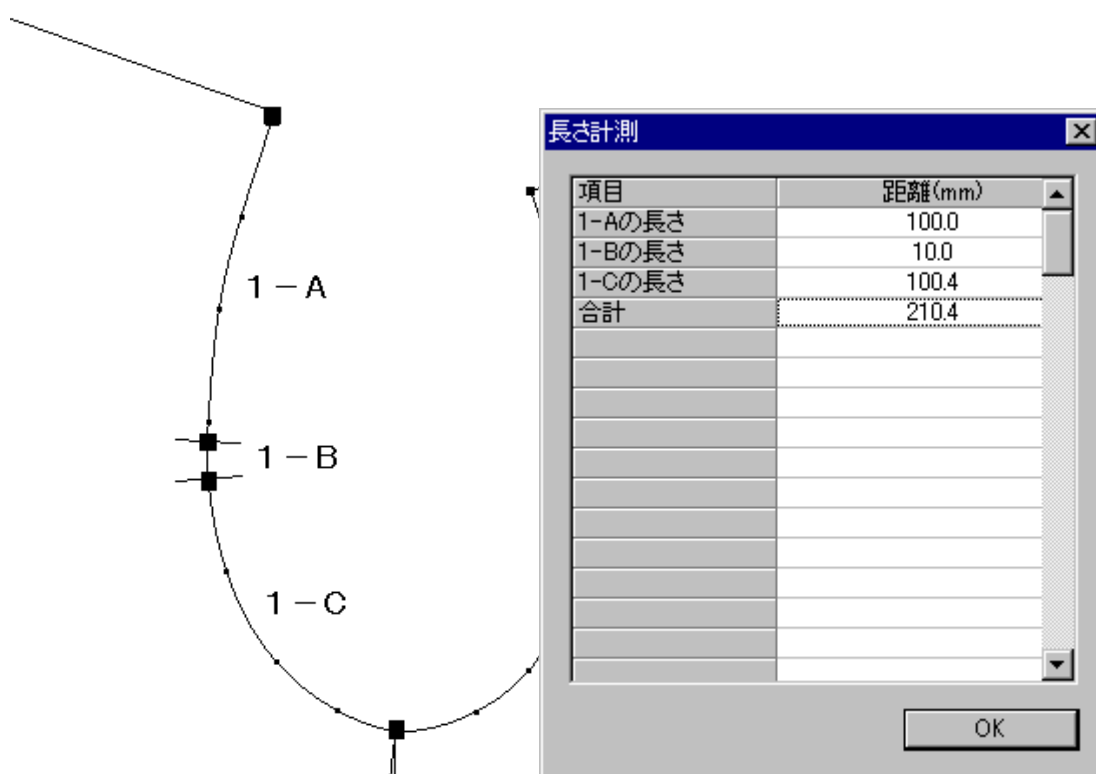 1-A
1-B
1-C
長さ計測
項目 距離(mm)
1-Aの長さ 100.0
1-Bの長さ 10.0
1-Cの長さ 100.4
合計 210.4
OK